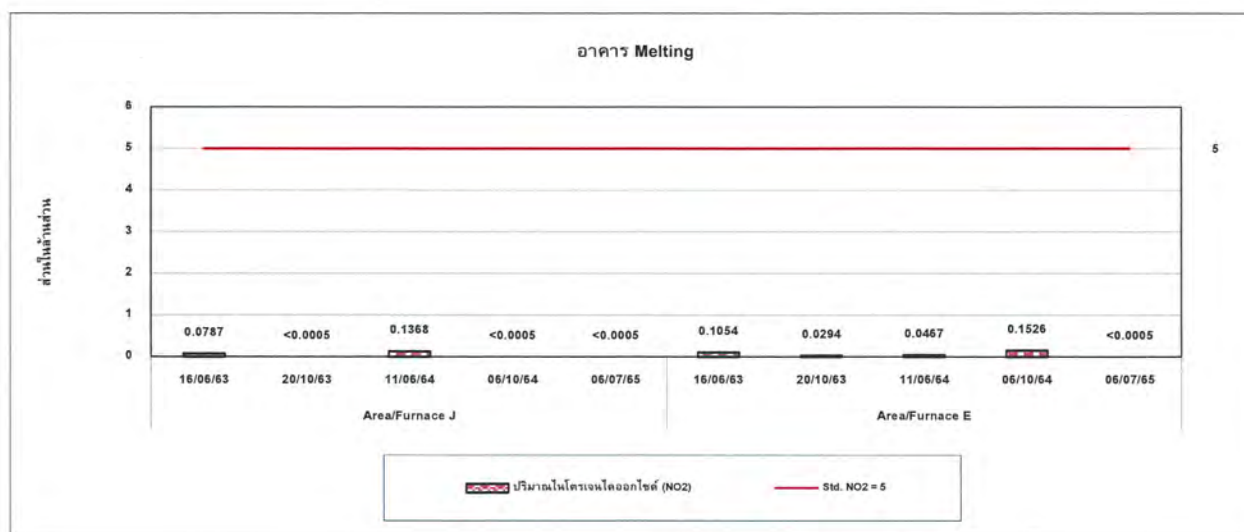 อาคาร Melting
ส่วนในล้านส่วน
6
5
5
4
3
2
1
0
0.0787 <0.0005 0.1368 <0.0005 <0.0005 0.1054 0.0294 0.0467 0.1526 <0.0005
16/06/63 20/10/63 11/06/64 06/10/64 06/07/65 16/06/63 20/10/63 11/06/64 06/10/64 06/07/65
Area/Furnace J Area/Furnace E
ปริมาณไนโตรเจนไดออกไซด์ (NO2) Std. NO2 = 5